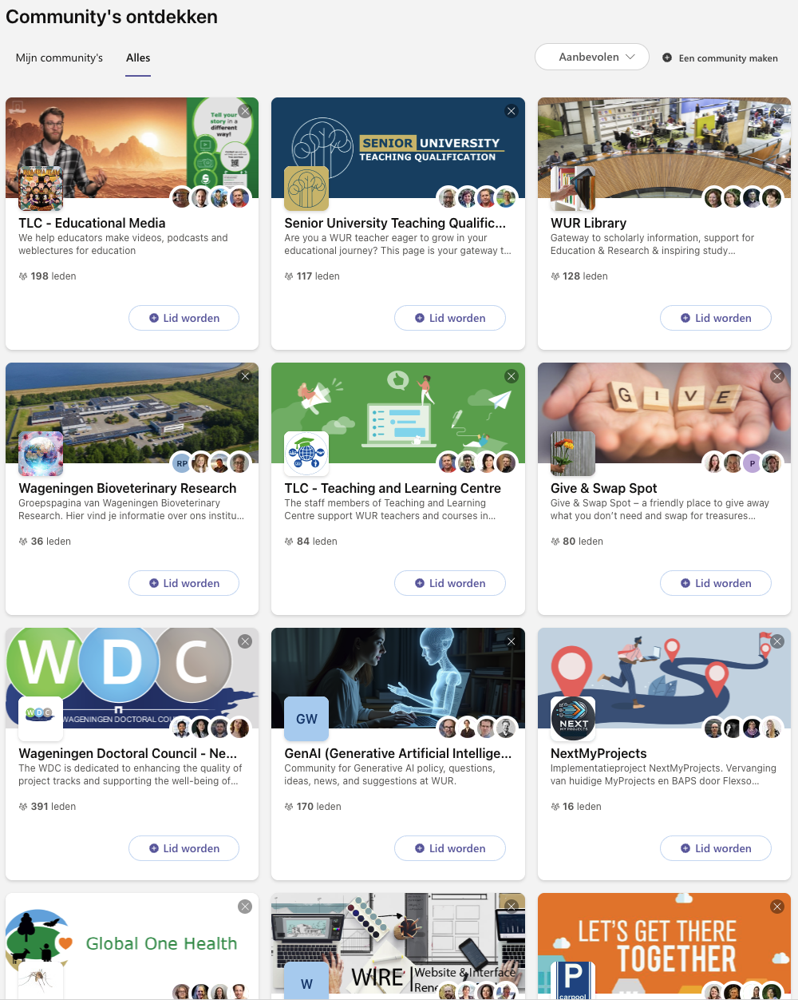 Community's ontdekken
Mijn community's
Alles
Aanbevolen
Een community maken
Tell your
story in a
different
way!
TLC - Educational Media
We help educators make videos, podcasts and
weblectures for education
198 leden
Lid worden
SENIOR UNIVERSITY
TEACHING QUALIFICATION
Senior University Teaching Qualific...
Are you a WUR teacher eager to grow in your
educational journey? This page is your gateway t...
117 leden
Lid worden
WUR Library
Gateway to scholarly information, support for
Education & Research & inspiring study...
128 leden
Lid worden
RP
Wageningen Bioveterinary Research
Groepspagina van Wageningen Bioveterinary
Research. Hier vind je informatie over ons institu...
36 leden
Lid worden
TLC - Teaching and Learning Centre
The staff members of Teaching and Learning
Centre support WUR teachers and courses in...
84 leden
Lid worden
GIVE
P
Give & Swap Spot
Give & Swap Spot – a friendly place to give away
what you don’t need and swap for treasures...
80 leden
Lid worden
WDC
WAGENINGEN DOCTORAL
W D C
Wageningen Doctoral Council - Ne...
The WDC is dedicated to enhancing the quality of
project tracks and supporting the well-being of...
391 leden
Lid worden
GW
GenAI (Generative Artificial Intellige...
Community for Generative AI policy, questions,
ideas, news, and suggestions at WUR.
170 leden
Lid worden
NEXT
MY PROJECTS
NextMyProjects
Implementatieproject NextMyProjects. Vervanging
van huidige MyProjects en BAPS door Flexso...
16 leden
Lid worden
Global One Health
W
WIRE
Website & Interface
LET'S GET THERE
TOGETHER
P
carpool